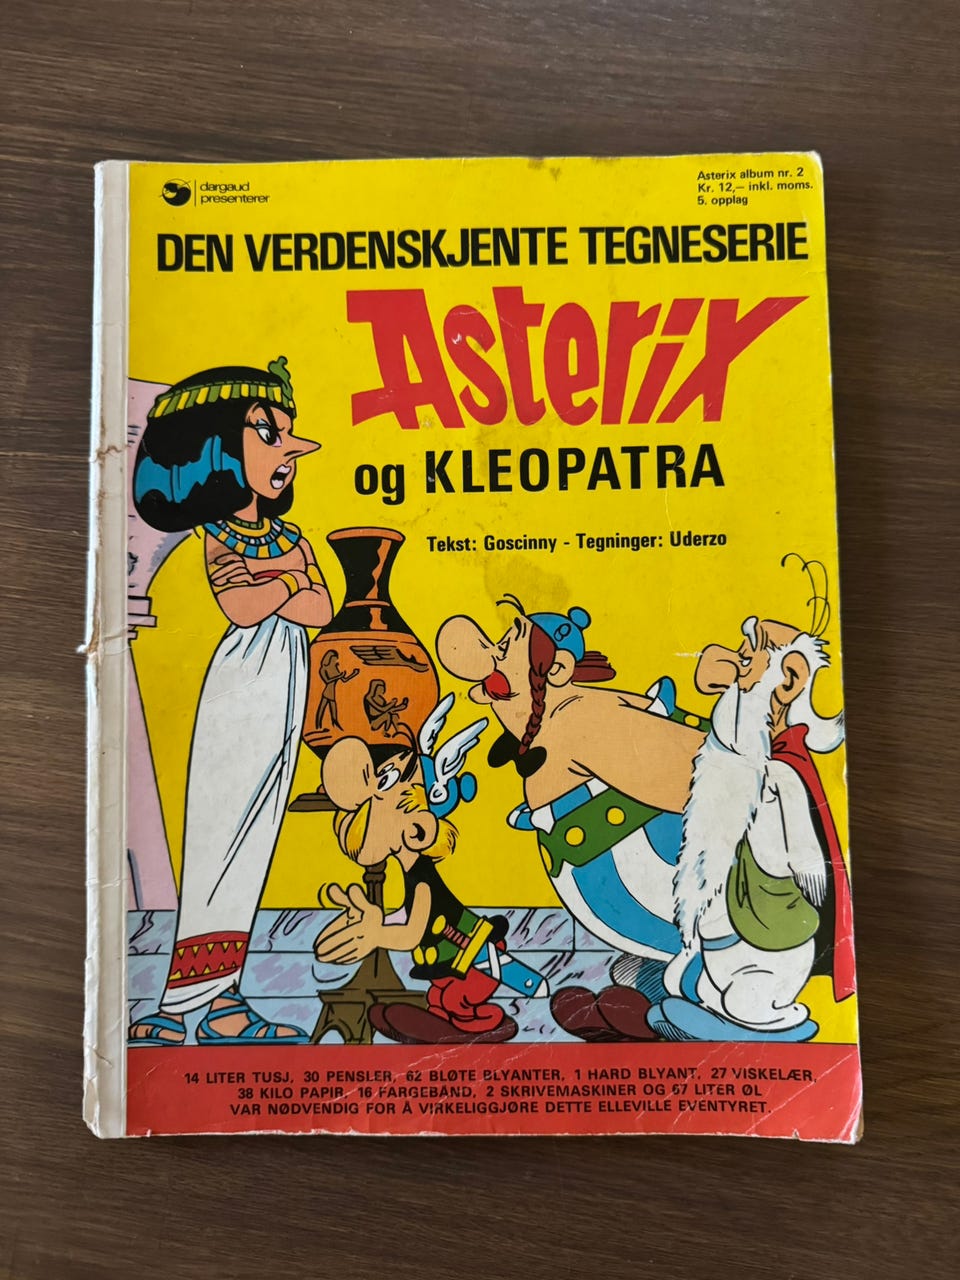 dargaud
presenterer
Asterix album nr. 2
Kr. 12,– inkl. moms.
5. opplag
DEN VERDENSKJENTE TEGNESERIE
Asterix
og KLEOPATRA
Tekst: Goscinny - Tegninger: Uderzo
14 LITER TUSJ, 30 PENSLER, 62 BLØTE BLYANTER, 1 HARD BLYANT, 27 VISKELÆR,
38 KILO PAPIR, 16 FARGEBÅND, 2 SKRIVEMASKINER OG 67 LITER ØL
VAR NØDVENDIG FOR Å VIRKELIGGJØRE DETTE ELLEVILLE EVENTYRET.